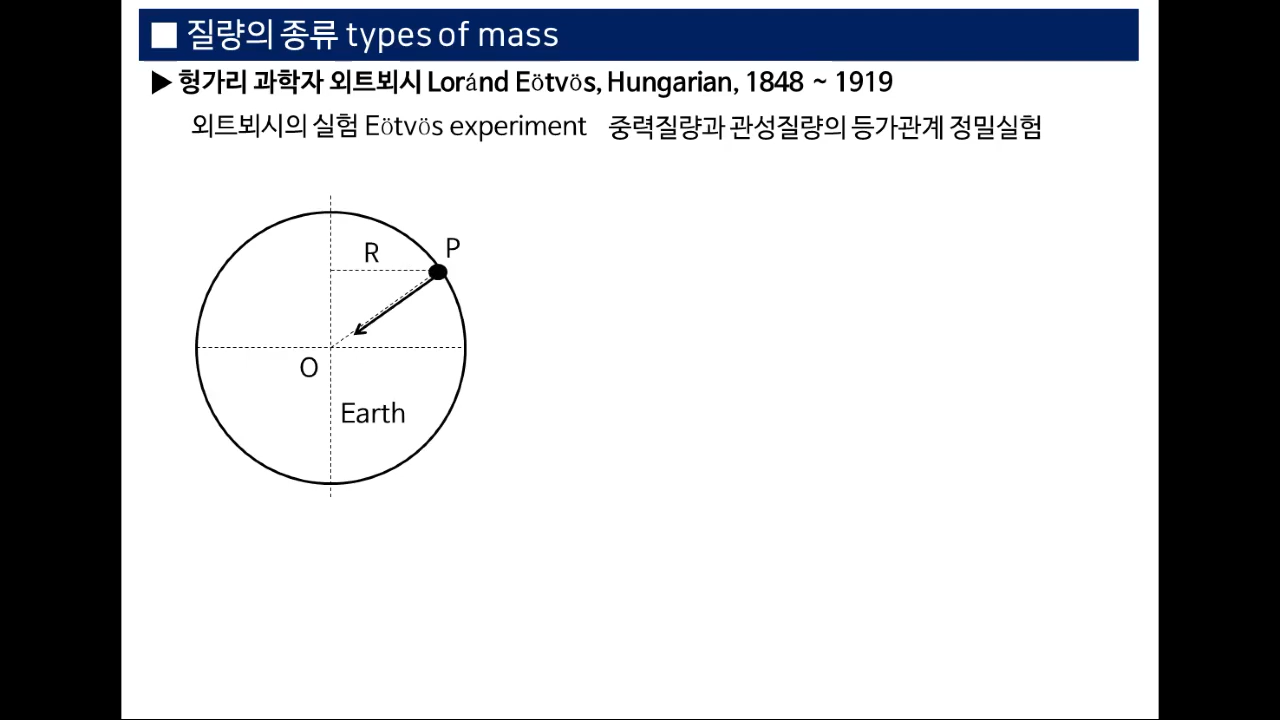 ■ 질량의 종류 types of mass
▶ 헝가리 과학자 외트뵈시 Loránd Eötvös, Hungarian, 1848 ~ 1919
외트뵈시의 실험 Eötvös experiment 중력질량과 관성질량의 등가관계 정밀실험
R
P
O
Earth